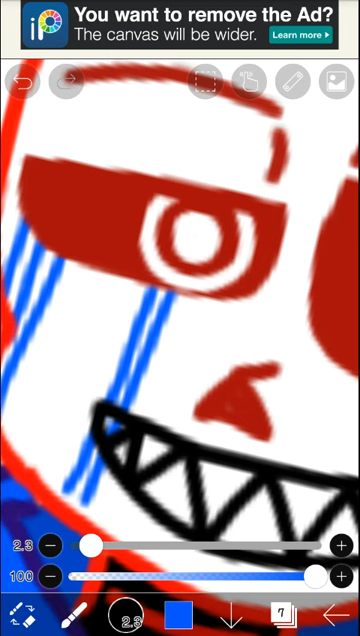 iP
You want to remove the Ad?
The canvas will be wider.
Learn more
2.3
100
2.3
7